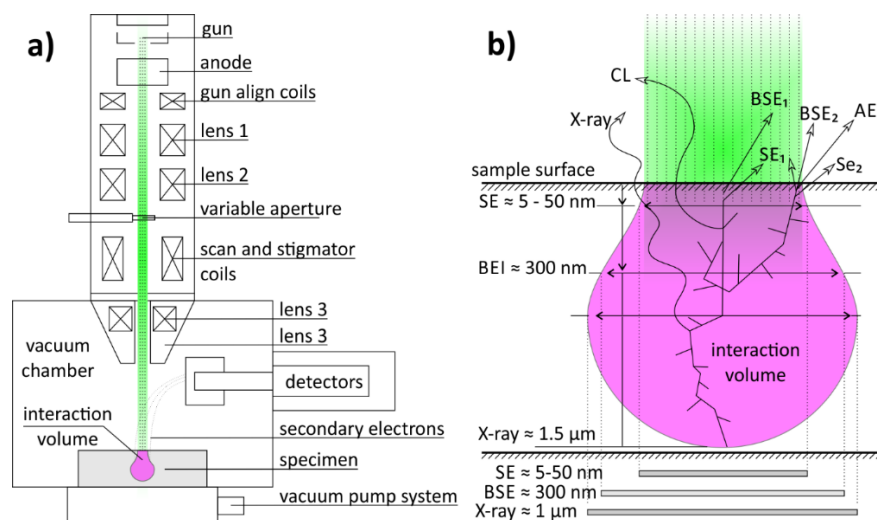 a)
gun
anode
gun align coils
lens 1
lens 2
variable aperture
scan and stigmator
coils
lens 3
lens 3
vacuum
chamber
detectors
interaction
volume
secondary electrons
specimen
vacuum pump system
b)
CL
X-ray
BSE₁
BSE₂
AE
SE₁
Se₂
sample surface
SE ≈ 5 - 50 nm
BEI ≈ 300 nm
interaction
volume
X-ray ≈ 1.5 µm
SE ≈ 5-50 nm
BSE ≈ 300 nm
X-ray ≈ 1 µm